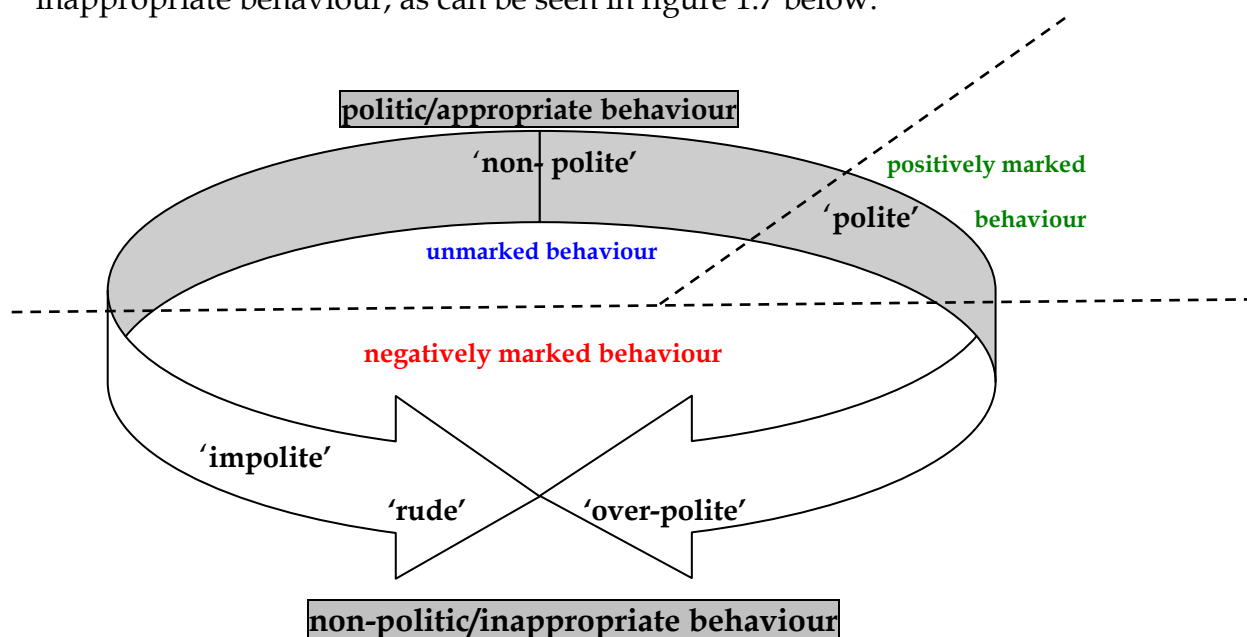 inappropriate behaviour, as can be seen in figure 1.7 below.
politic/appropriate behaviour
‘non- polite’
positively marked
‘polite’
behaviour
unmarked behaviour
negatively marked behaviour
‘impolite’
‘rude’
‘over-polite’
non-politic/inappropriate behaviour